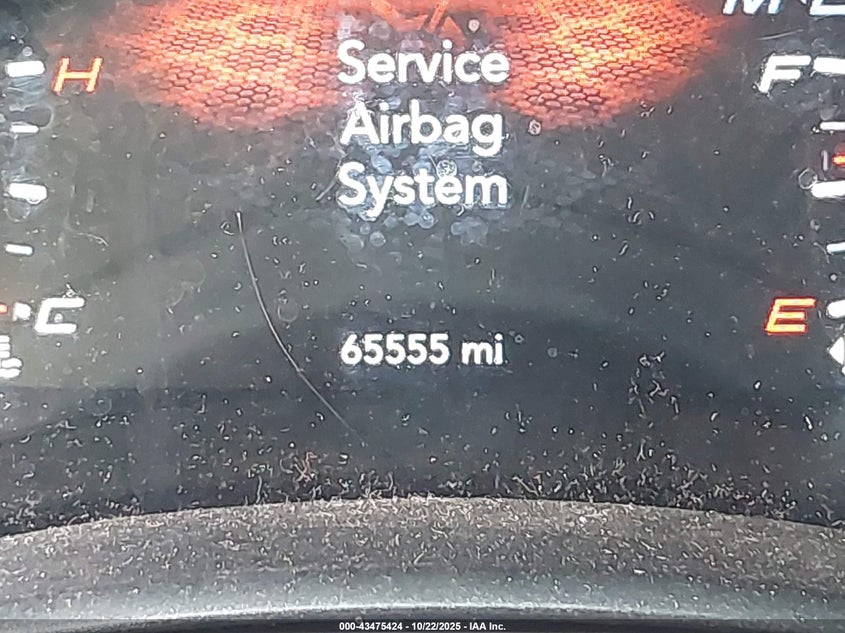 H
F
Service
Airbag
System
C
E
65555 mi
000-43475424 - 10/22/2025 - IAA Inc.